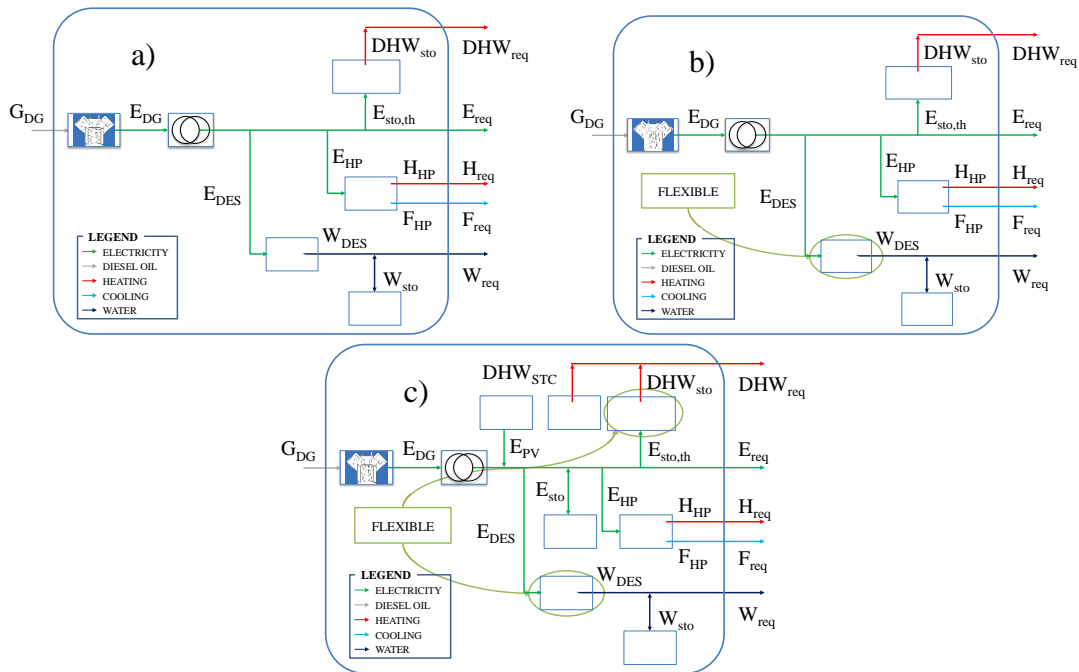 a)
DHW_sto
DHW_req
G_DG
E_DG
E_sto,th
E_req
E_HP
H_HP
H_req
E_DES
F_HP
F_req
W_DES
W_sto
W_req
LEGEND
ELECTRICITY
DIESEL OIL
HEATING
COOLING
WATER
b)
DHW_sto
DHW_req
G_DG
E_DG
E_sto,th
E_req
E_HP
H_HP
H_req
FLEXIBLE
E_DES
F_HP
F_req
W_DES
W_sto
W_req
LEGEND
ELECTRICITY
DIESEL OIL
HEATING
COOLING
WATER
c)
DHW_STC
DHW_sto
DHW_req
G_DG
E_DG
E_PV
E_sto,th
E_req
E_sto
E_HP
H_HP
H_req
FLEXIBLE
E_DES
F_HP
F_req
W_DES
W_sto
W_req
LEGEND
ELECTRICITY
DIESEL OIL
HEATING
COOLING
WATER